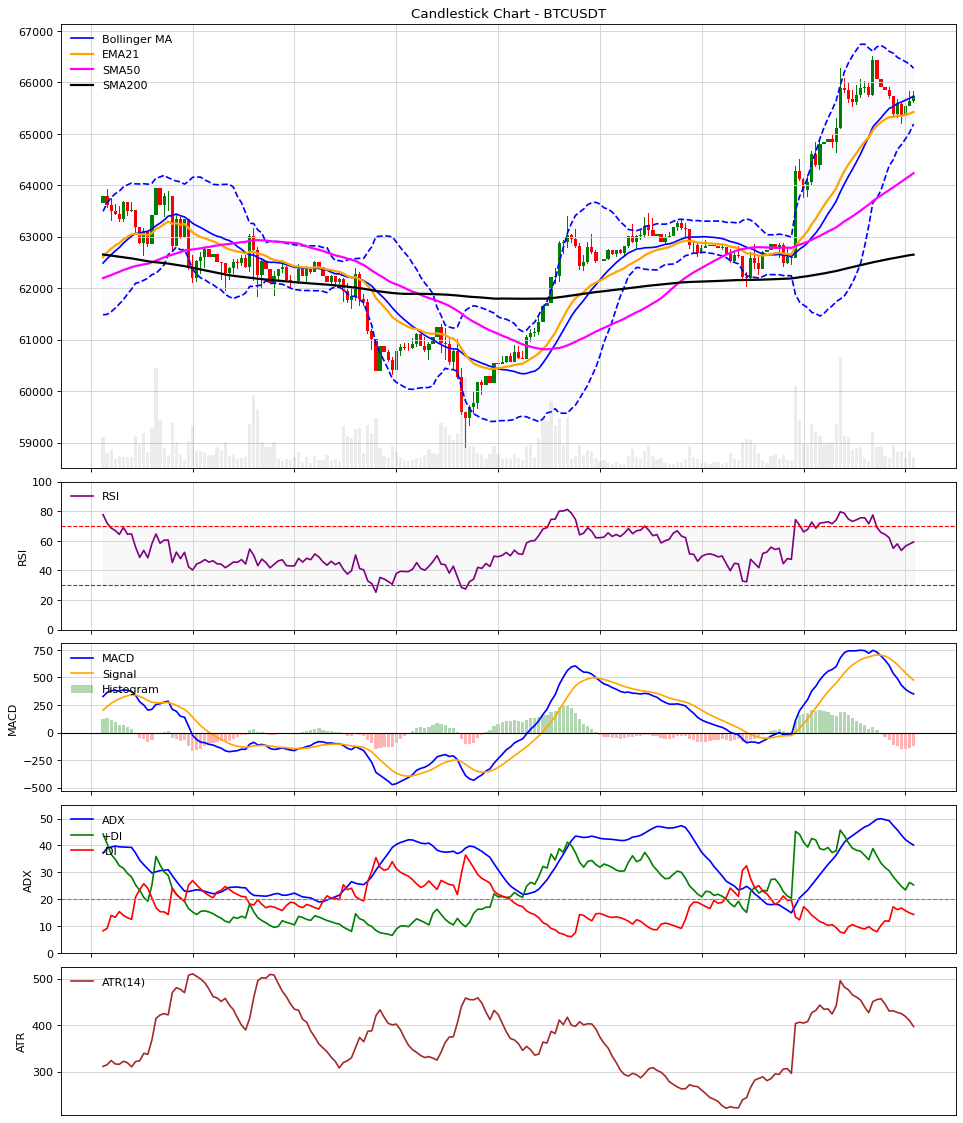 Candlestick Chart - BTCUSDT
67000
66000
65000
64000
63000
62000
61000
60000
59000
Bollinger MA
EMA21
SMA50
SMA200
100
80
60
40
20
0
RSI
RSI
750
500
250
0
−250
−500
MACD
MACD
Signal
Histogram
50
40
30
20
10
0
ADX
ADX
+DI
-DI
500
400
300
ATR
ATR(14)